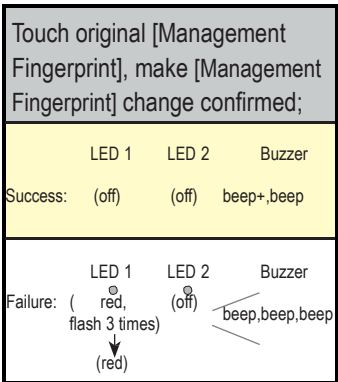 Touch original [Management
Fingerprint], make [Management
Fingerprint] change confirmed;
LED 1 LED 2 Buzzer
Success: (off) (off) beep+,beep
LED 1 LED 2 Buzzer
Failure: ( red, (off) beep,beep,beep
flash 3 times)
(red)